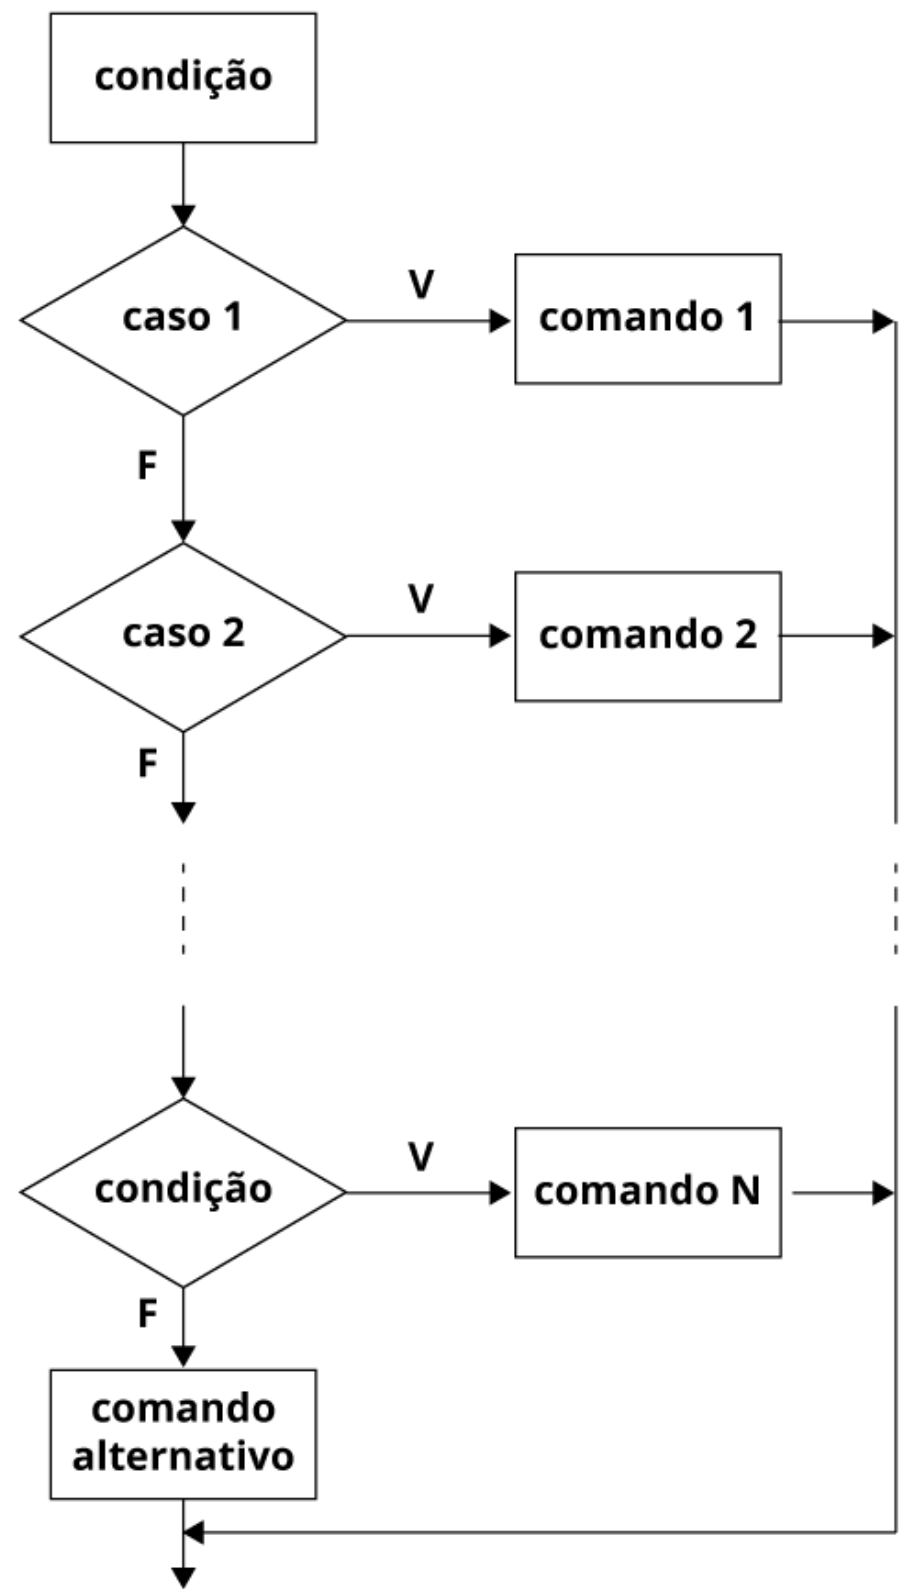 condição
caso 1
V
comando 1
F
caso 2
V
comando 2
F
condição
V
comando N
F
comando
alternativo